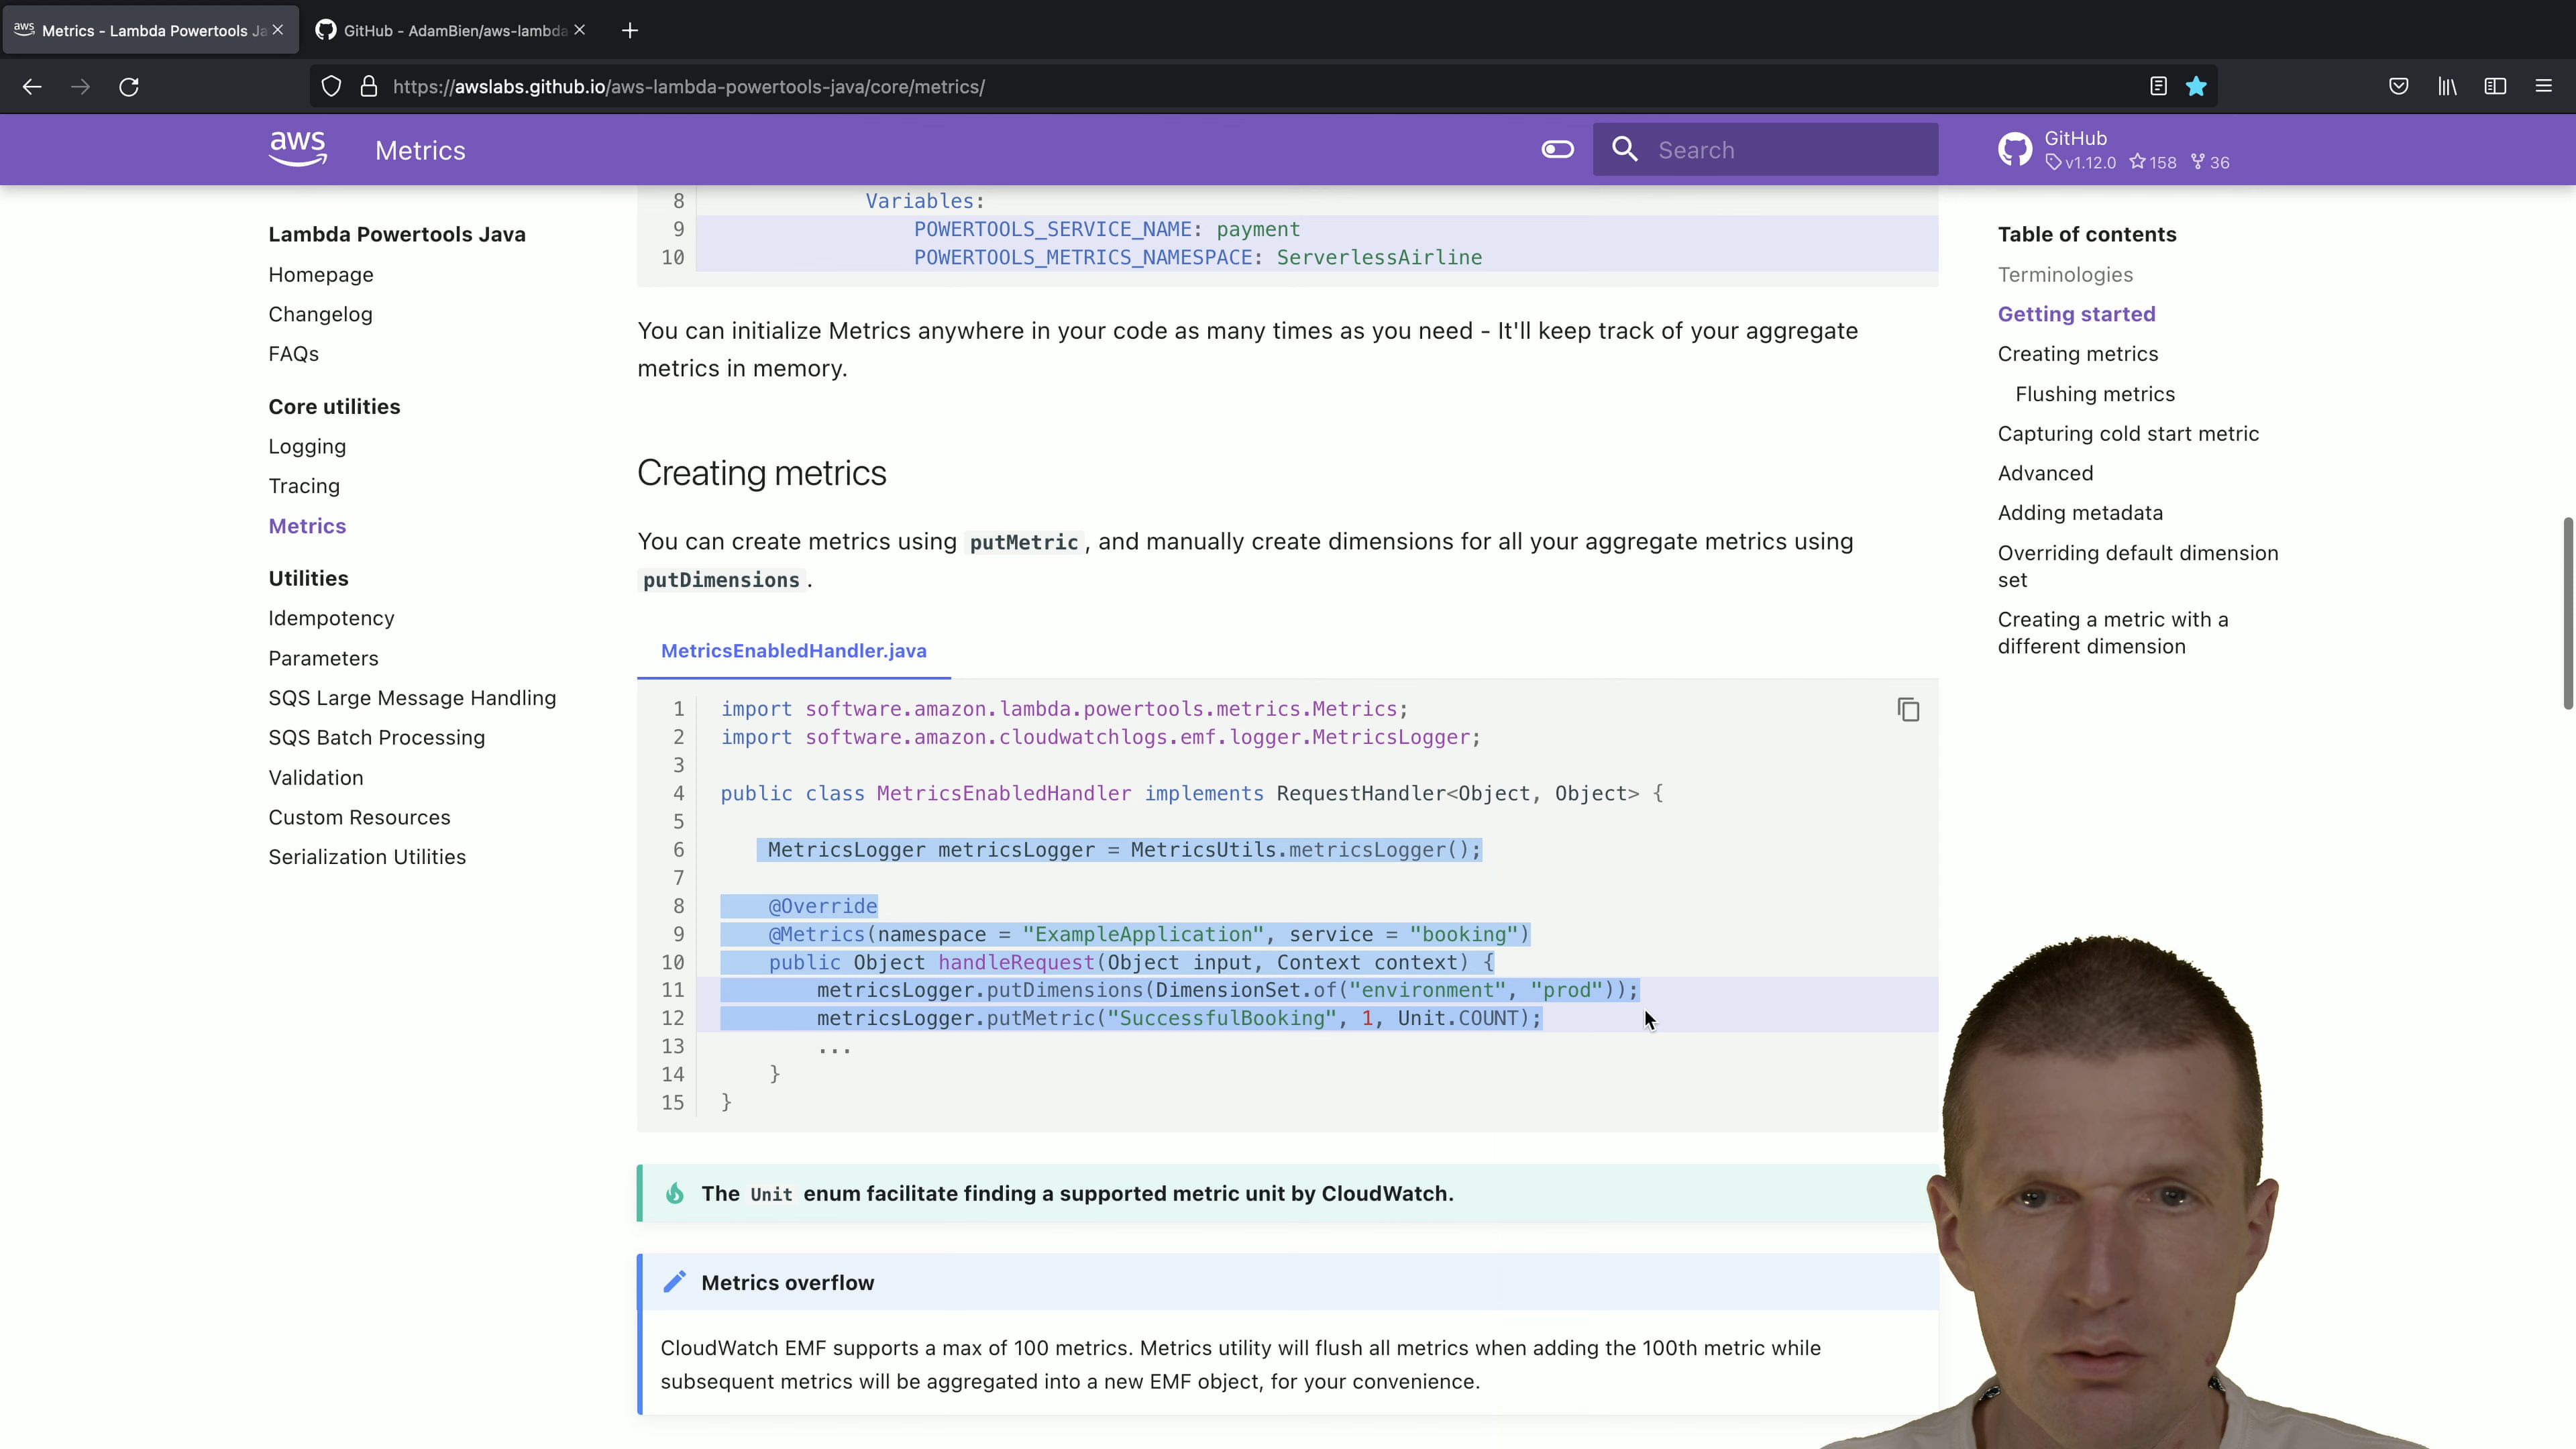 aws Metrics - Lambda Powertools Ja
GitHub - AdamBien/aws-lambda
https://awslabs.github.io/aws-lambda-powertools-java/core/metrics/
aws
Metrics
Search
GitHub
v1.12.0 158 36
Lambda Powertools Java
Homepage
Changelog
FAQs
Core utilities
Logging
Tracing
Metrics
Utilities
Idempotency
Parameters
SQS Large Message Handling
SQS Batch Processing
Validation
Custom Resources
Serialization Utilities
8 Variables:
9 POWERTOOLS_SERVICE_NAME: payment
10 POWERTOOLS_METRICS_NAMESPACE: ServerlessAirline
You can initialize Metrics anywhere in your code as many times as you need - It'll keep track of your aggregate
metrics in memory.
Creating metrics
You can create metrics using putMetric, and manually create dimensions for all your aggregate metrics using
putDimensions.
MetricsEnabledHandler.java
1 import software.amazon.lambda.powertools.metrics.Metrics;
2 import software.amazon.cloudwatchlogs.emf.logger.MetricsLogger;
3
4 public class MetricsEnabledHandler implements RequestHandler<Object, Object> {
5
6 MetricsLogger metricsLogger = MetricsUtils.metricsLogger();
7
8 @Override
9 @Metrics(namespace = "ExampleApplication", service = "booking")
10 public Object handleRequest(Object input, Context context) {
11 metricsLogger.putDimensions(DimensionSet.of("environment", "prod"));
12 metricsLogger.putMetric("SuccessfulBooking", 1, Unit.COUNT);
13 ...
14 }
15 }
The Unit enum facilitate finding a supported metric unit by CloudWatch.
Metrics overflow
CloudWatch EMF supports a max of 100 metrics. Metrics utility will flush all metrics when adding the 100th metric while
subsequent metrics will be aggregated into a new EMF object, for your convenience.
Table of contents
Terminologies
Getting started
Creating metrics
Flushing metrics
Capturing cold start metric
Advanced
Adding metadata
Overriding default dimension
set
Creating a metric with a
different dimension